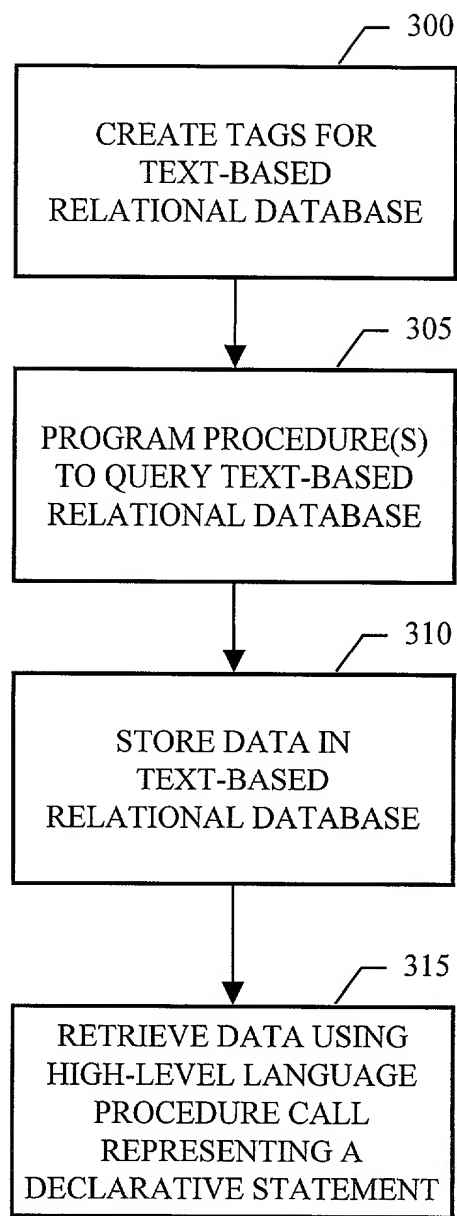 300
CREATE TAGS FOR
TEXT-BASED
RELATIONAL DATABASE
305
PROGRAM PROCEDURE(S)
TO QUERY TEXT-BASED
RELATIONAL DATABASE
310
STORE DATA IN
TEXT-BASED
RELATIONAL DATABASE
315
RETRIEVE DATA USING
HIGH-LEVEL LANGUAGE
PROCEDURE CALL
REPRESENTING A
DECLARATIVE STATEMENT